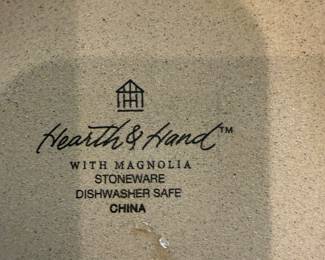 Hearth & Hand™
WITH MAGNOLIA
STONEWARE
DISHWASHER SAFE
CHINA